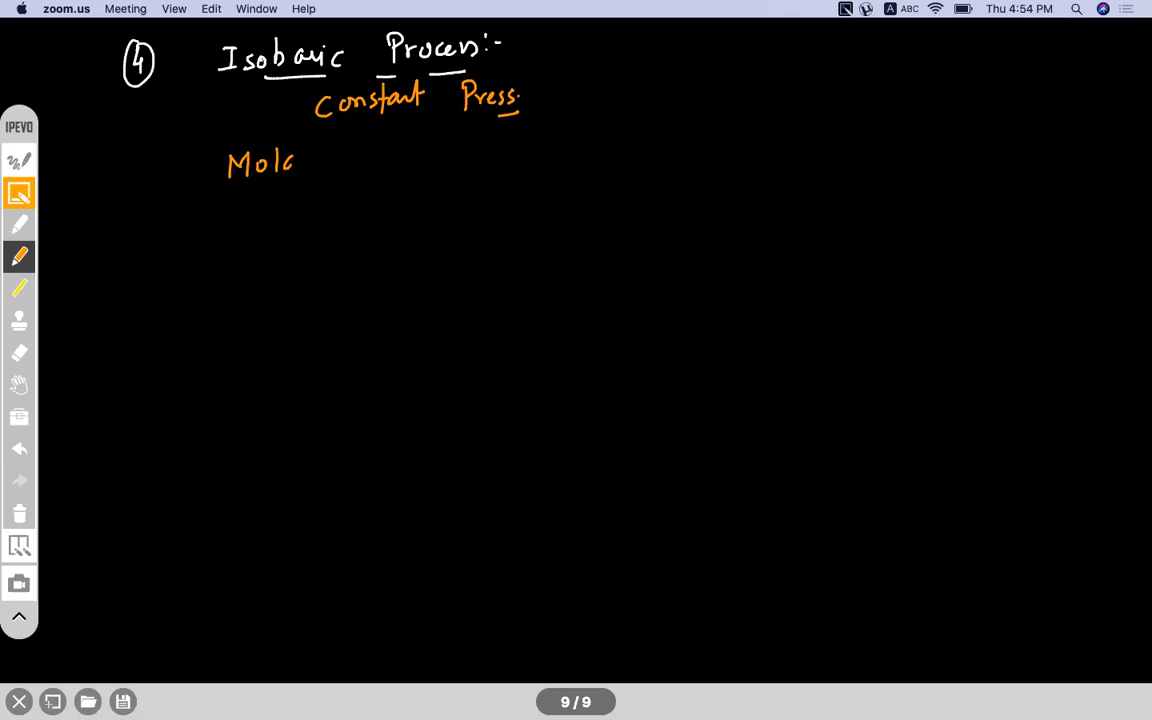 zoom.us Meeting View Edit Window Help A ABC Thu 4:54 PM
④ Isobaric Process:-
Constant Press.
IPEVO
Mola
9 / 9